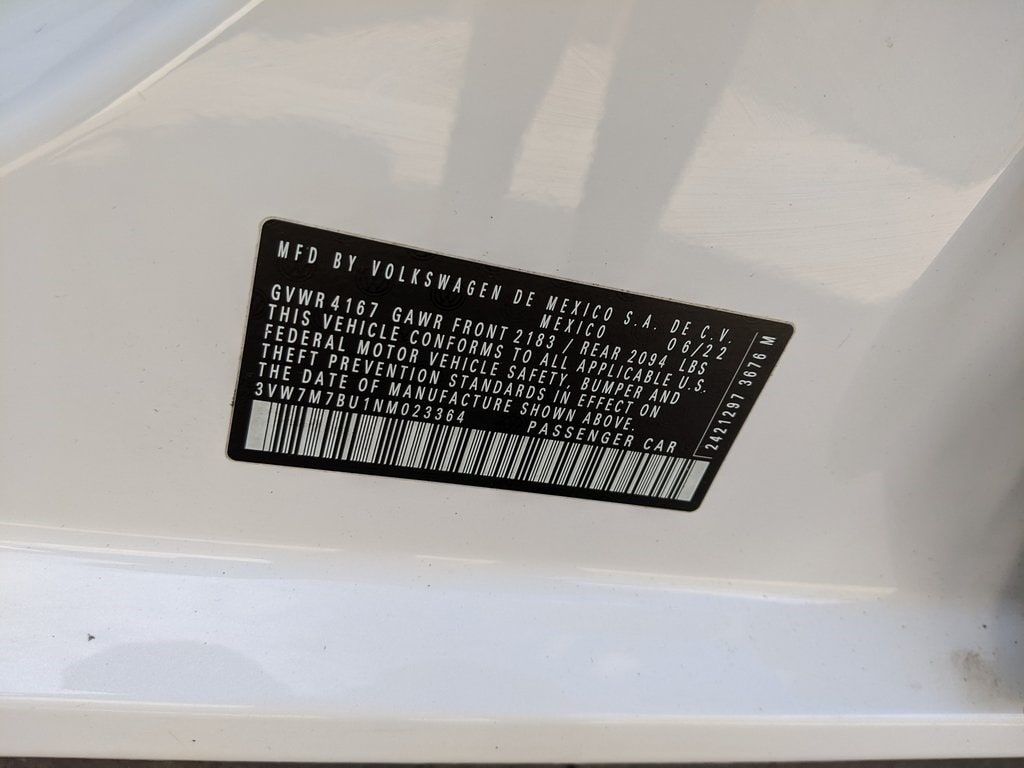 MFD BY VOLKSWAGEN DE MEXICO S.A. DE C.V.
MEXICO 06/22
GVWR 4167 GAWR FRONT 2183 / REAR 2094 LBS
THIS VEHICLE CONFORMS TO ALL APPLICABLE U.S.
FEDERAL MOTOR VEHICLE SAFETY, BUMPER AND
THEFT PREVENTION STANDARDS IN EFFECT ON
THE DATE OF MANUFACTURE SHOWN ABOVE.
3VW7M7BU1NM023364 PASSENGER CAR
2421297 3676 M